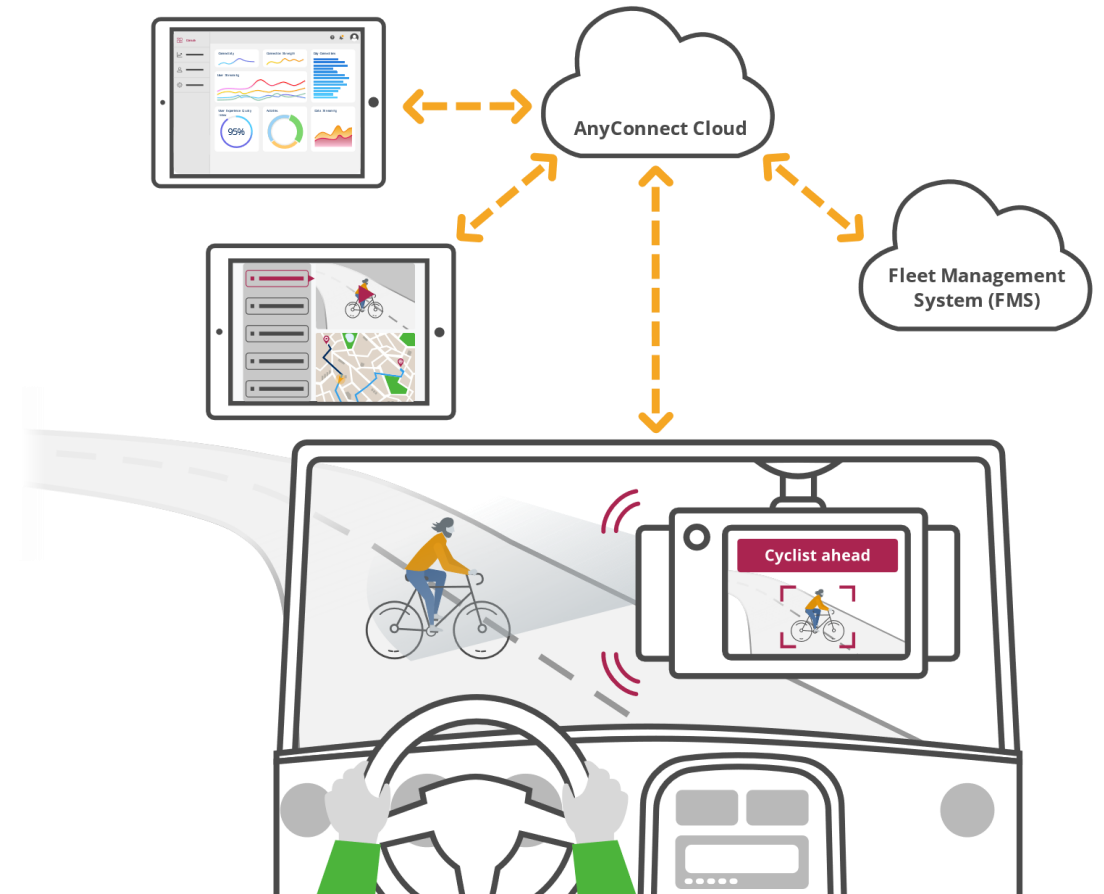 AnyConnect Cloud
95%
Fleet Management
System (FMS)
Cyclist ahead